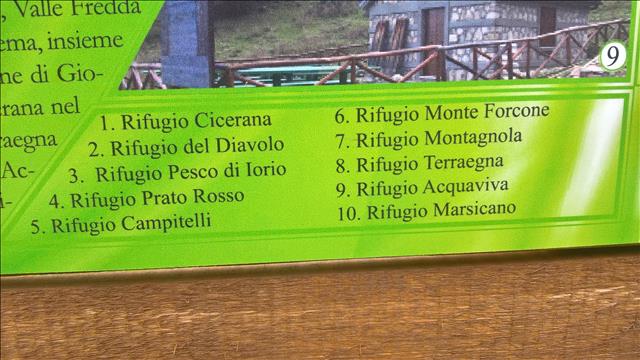 , Valle Fredda
ema, insieme
ne di Gio-
erana nel
raegna
Ac-
i-
9
1. Rifugio Cicerana
2. Rifugio del Diavolo
3. Rifugio Pesco di Iorio
4. Rifugio Prato Rosso
5. Rifugio Campitelli
6. Rifugio Monte Forcone
7. Rifugio Montagnola
8. Rifugio Terraegna
9. Rifugio Acquaviva
10. Rifugio Marsicano